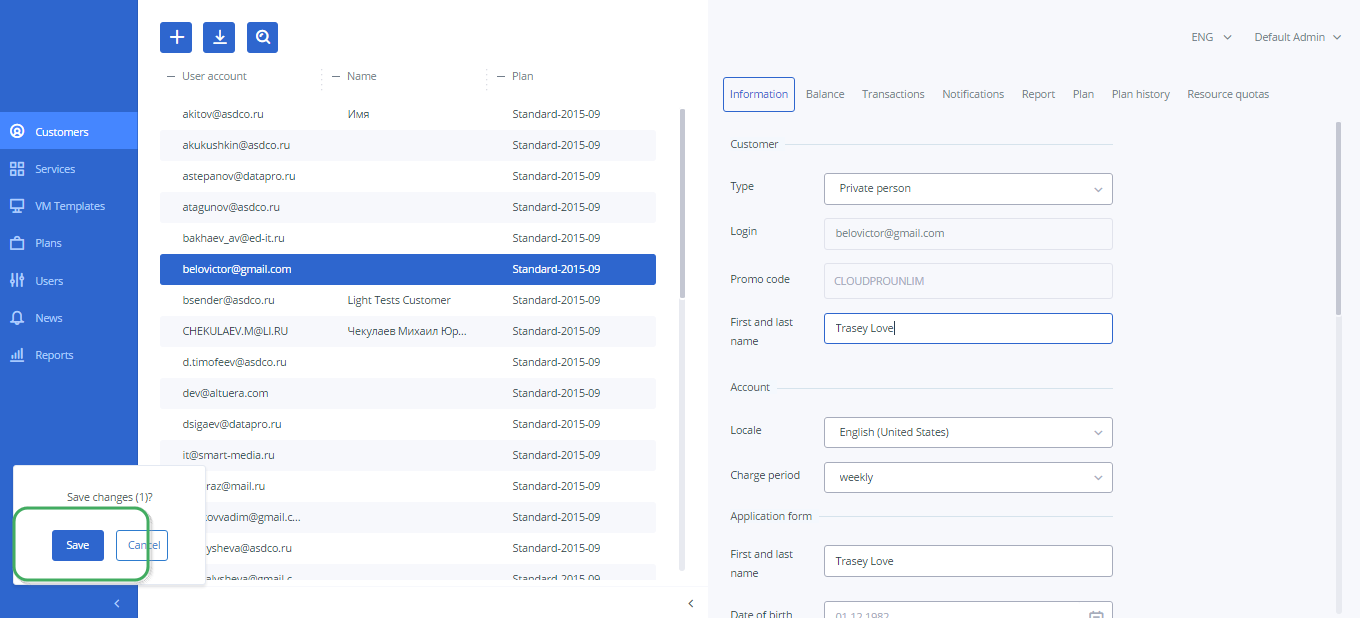 ENG
Default Admin
Customers
Services
VM Templates
Plans
Users
News
Reports
User account Name Plan
akitov@asdco.ru Имя Standard-2015-09
akukushkin@asdco.ru Standard-2015-09
astepanov@datapro.ru Standard-2015-09
atagunov@asdco.ru Standard-2015-09
bakhaev_av@ed-it.ru Standard-2015-09
belovictor@gmail.com Standard-2015-09
bsender@asdco.ru Light Tests Customer Standard-2015-09
CHEKULAEV.M@LI.RU Чекулаев Михаил Юр... Standard-2015-09
d.timofeev@asdco.ru Standard-2015-09
dev@altuera.com Standard-2015-09
dsigaev@datapro.ru Standard-2015-09
it@smart-media.ru Standard-2015-09
raz@mail.ru Standard-2015-09
ovvadim@gmail.c... Standard-2015-09
ysheva@asdco.ru Standard-2015-09
alysheva@gmail.c... Standard-2015-09
Save changes (1)?
Save Cancel
Information Balance Transactions Notifications Report Plan Plan history Resource quotas
Customer
Type Private person
Login belovictor@gmail.com
Promo code CLOUDPROUNLIM
First and last
name
Trasey Love
Account
Locale English (United States)
Charge period weekly
Application form
First and last
name
Trasey Love
Date of birth 01.12.1982